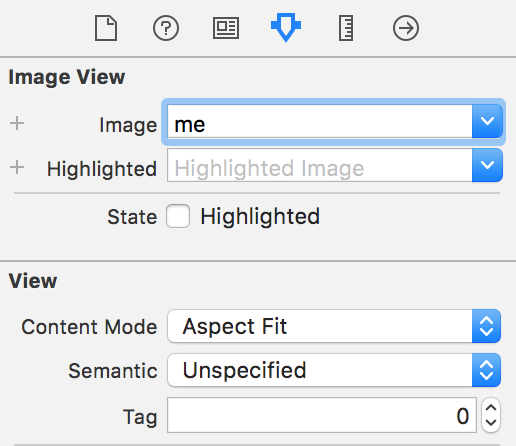 Image View
Image me
Highlighted Highlighted Image
State Highlighted
View
Content Mode Aspect Fit
Semantic Unspecified
Tag 0